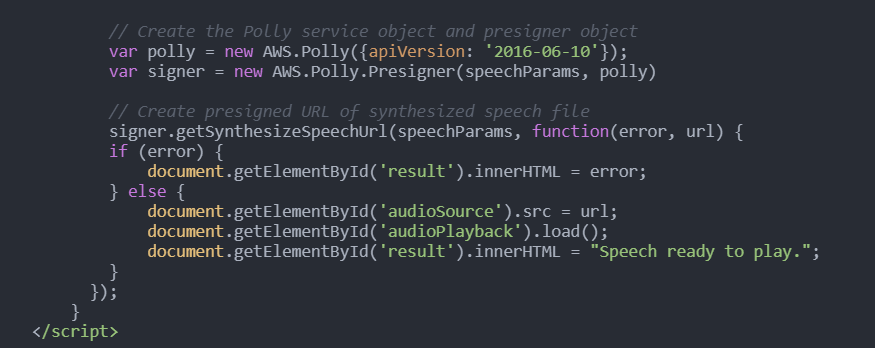 // Create the Polly service object and presigner object
var polly = new AWS.Polly({apiVersion: '2016-06-10'});
var signer = new AWS.Polly.Presigner(speechParams, polly)
// Create presigned URL of synthesized speech file
signer.getSynthesizeSpeechUrl(speechParams, function(error, url) {
if (error) {
document.getElementById('result').innerHTML = error;
} else {
document.getElementById('audioSource').src = url;
document.getElementById('audioPlayback').load();
document.getElementById('result').innerHTML = "Speech ready to play.";
}
});
}
</script>